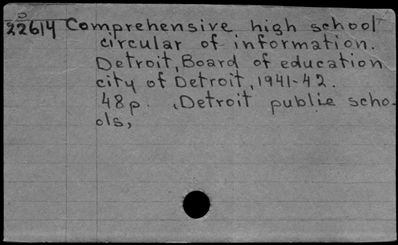 22614 Comprehensive high school
circular of information.
Detroit, Board of education
city of Detroit, 1941-42.
48p. (Detroit public scho-
ols,